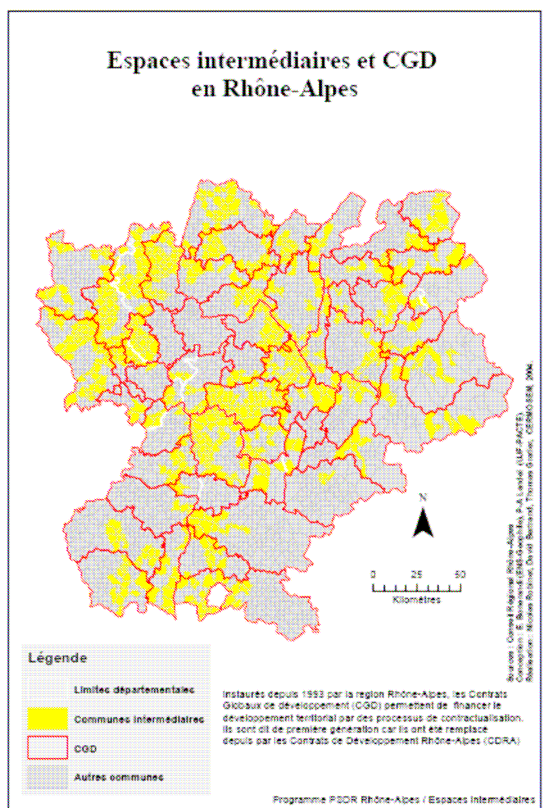 Espaces intermédiaires et CGD
en Rhône-Alpes
N
0 25 50
Kilomètres
Légende
Limites départementales
Communes intermédiaires
CGD
Autres communes
Instaurés depuis 1993 par la region Rhône-Alpes, les Contrats
Globaux de développement (CGD) permettent de financer le
développement territorial par des processus de contractualisation.
Ils sont dit de première génération car ils ont été remplacé
depuis par les Contrats de Développement Rhône-Alpes (CDRA)
Sources : Conseil Régional Rhône-Alpes
Programme PSDR Rhône-Alpes / Espaces Intermédiaires